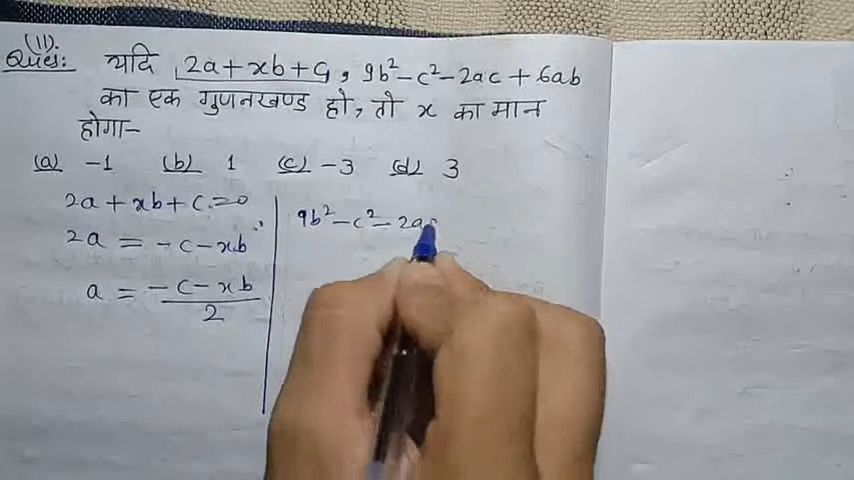 (11).
Ques: यदि 2a+xb+c, 9b²-c²-2ac+6ab
का एक गुणनखण्ड हो, तो x का मान
होगा-
(a) -1 (b) 1 (c) -3 (d) 3
2a+xb+c=0
2a = -c-xb
a = \frac{-c-xb}{2}
9b²-c²-2a